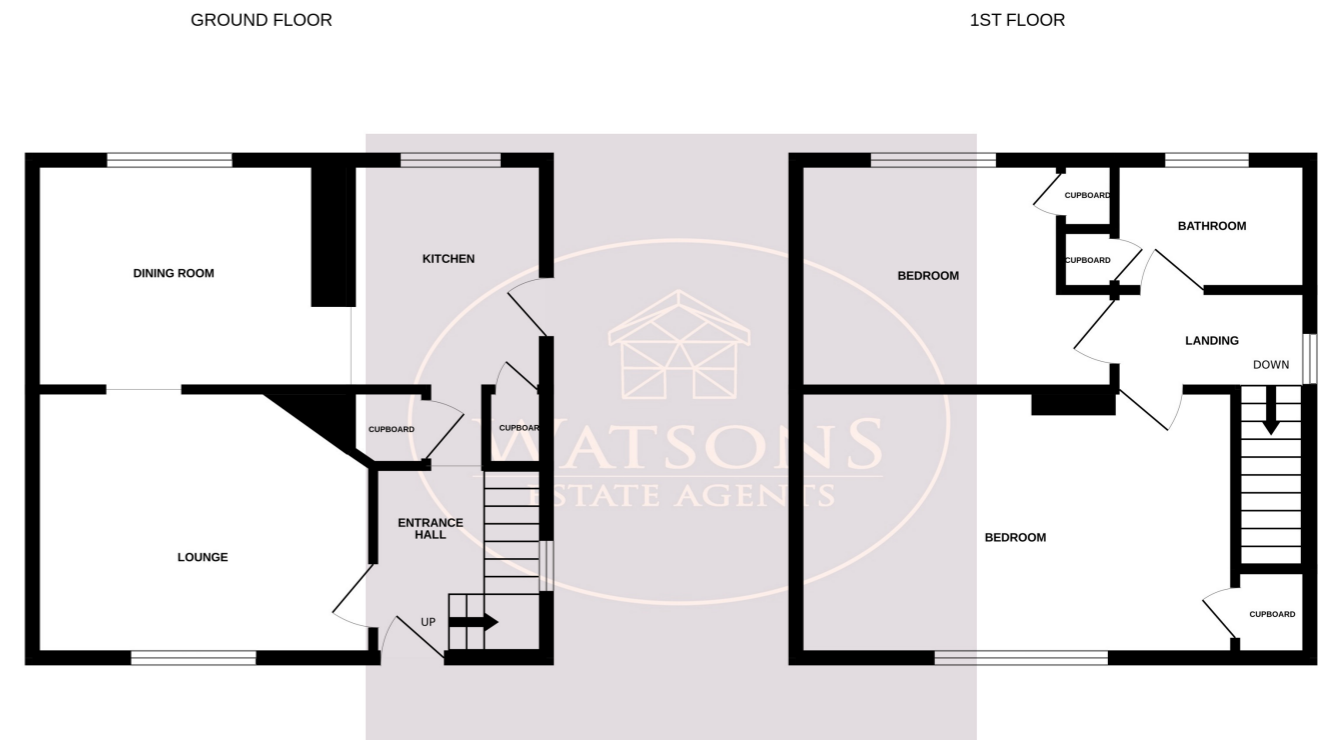 GROUND FLOOR
1ST FLOOR
DINING ROOM
KITCHEN
CUPBOARD
CUPBOAR
LOUNGE
ENTRANCE
HALL
UP
WATSONS
ESTATE AGENTS
CUPBOARD
CUPBOARD
BATHROOM
BEDROOM
LANDING
DOWN
BEDROOM
CUPBOARD